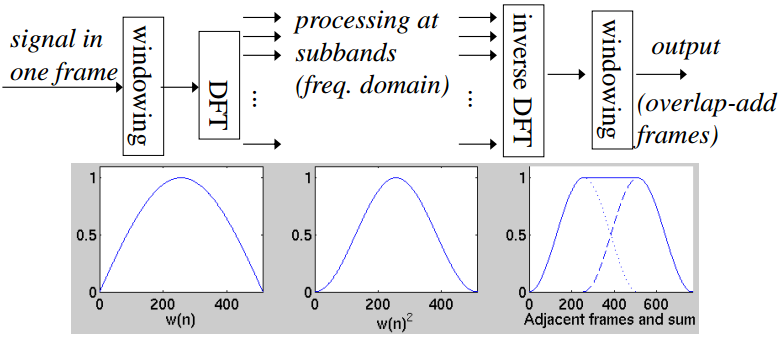 signal in
one frame
windowing
DFT
...
processing at
subbands
(freq. domain)
...
inverse DFT
windowing
output
(overlap-add
frames)
1
0.5
0
0 200 400
w(n)
1
0.5
0
0 200 400
w(n)²
1
0.5
0
0 200 400 600
Adjacent frames and sum